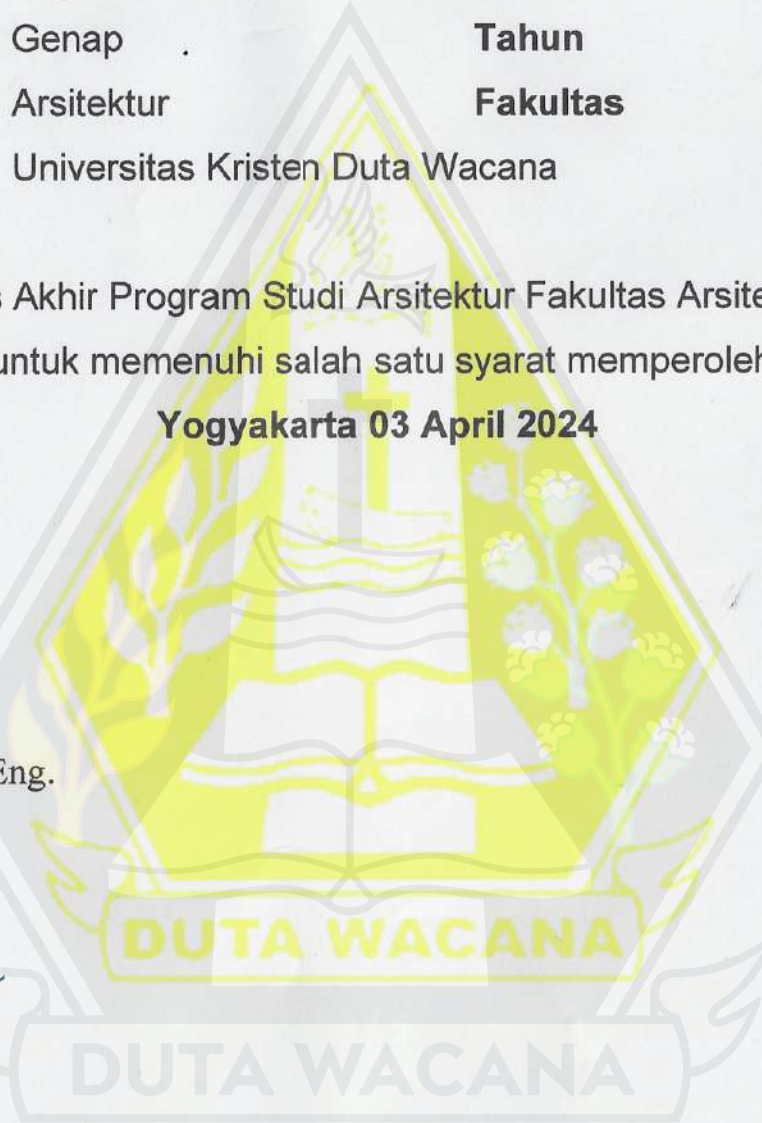 Genap . Tahun
Arsitektur Fakultas
Universitas Kristen Duta Wacana
s Akhir Program Studi Arsitektur Fakultas Arsite
untuk memenuhi salah satu syarat memperoleh
Yogyakarta 03 April 2024
Eng.
DUTA WACANA
DUTA WACANA